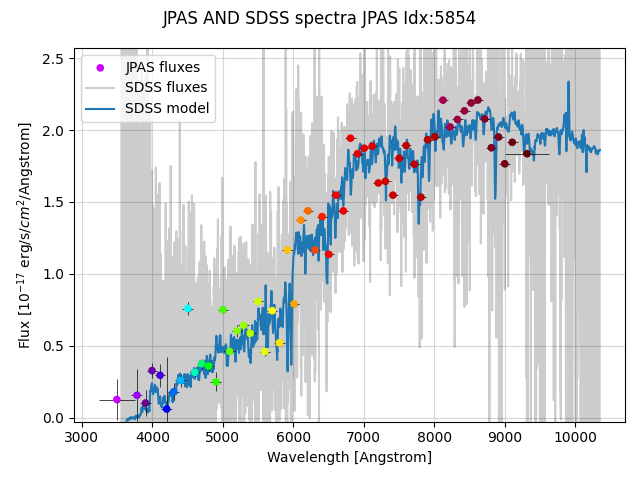 JPAS AND SDSS spectra JPAS Idx:5854
JPAS fluxes
SDSS fluxes
SDSS model
Flux [10⁻¹⁷ erg/s/cm²/Angstrom]
2.5
2.0
1.5
1.0
0.5
0.0
3000 4000 5000 6000 7000 8000 9000 10000
Wavelength [Angstrom]